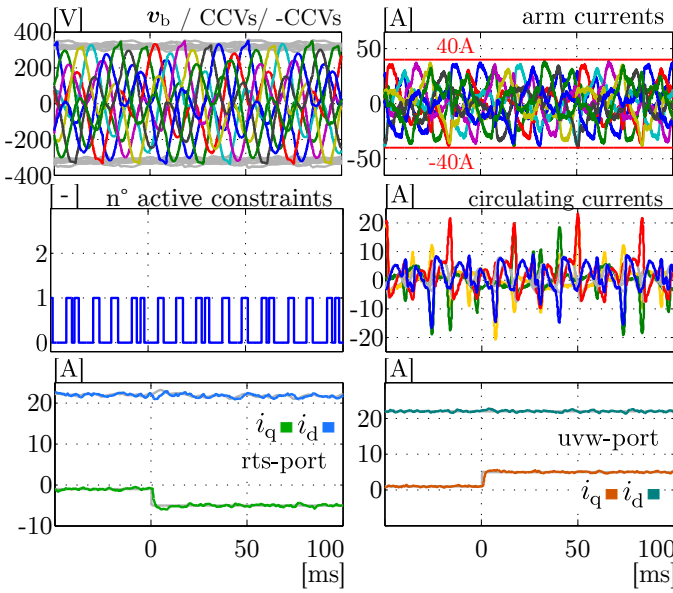 [V] v_b / CCVs/ -CCVs
400
200
0
-200
-400
[A] arm currents
50
0
-50
40A
-40A
[-] n° active constraints
2
1
0
[A] circulating currents
20
10
0
-10
-20
[A]
20
10
0
-10
i_q i_d
rts-port
0 50 100
[ms]
[A]
20
10
0
uvw-port
i_q i_d
0 50 100
[ms]